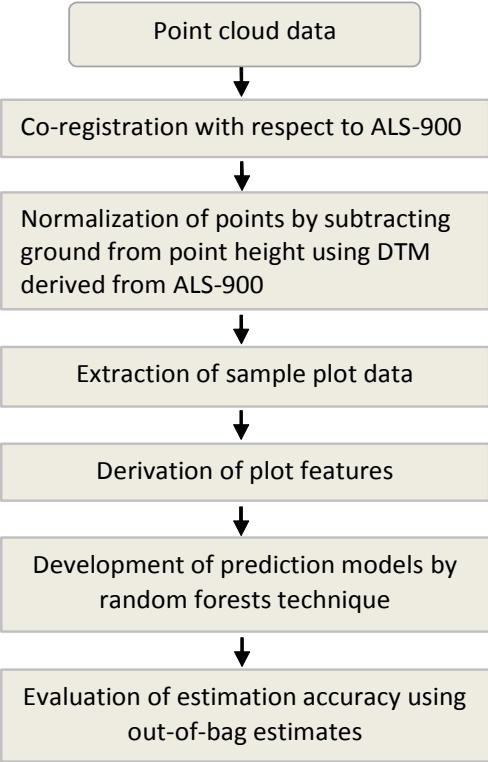 Point cloud data
Co-registration with respect to ALS-900
Normalization of points by subtracting
ground from point height using DTM
derived from ALS-900
Extraction of sample plot data
Derivation of plot features
Development of prediction models by
random forests technique
Evaluation of estimation accuracy using
out-of-bag estimates